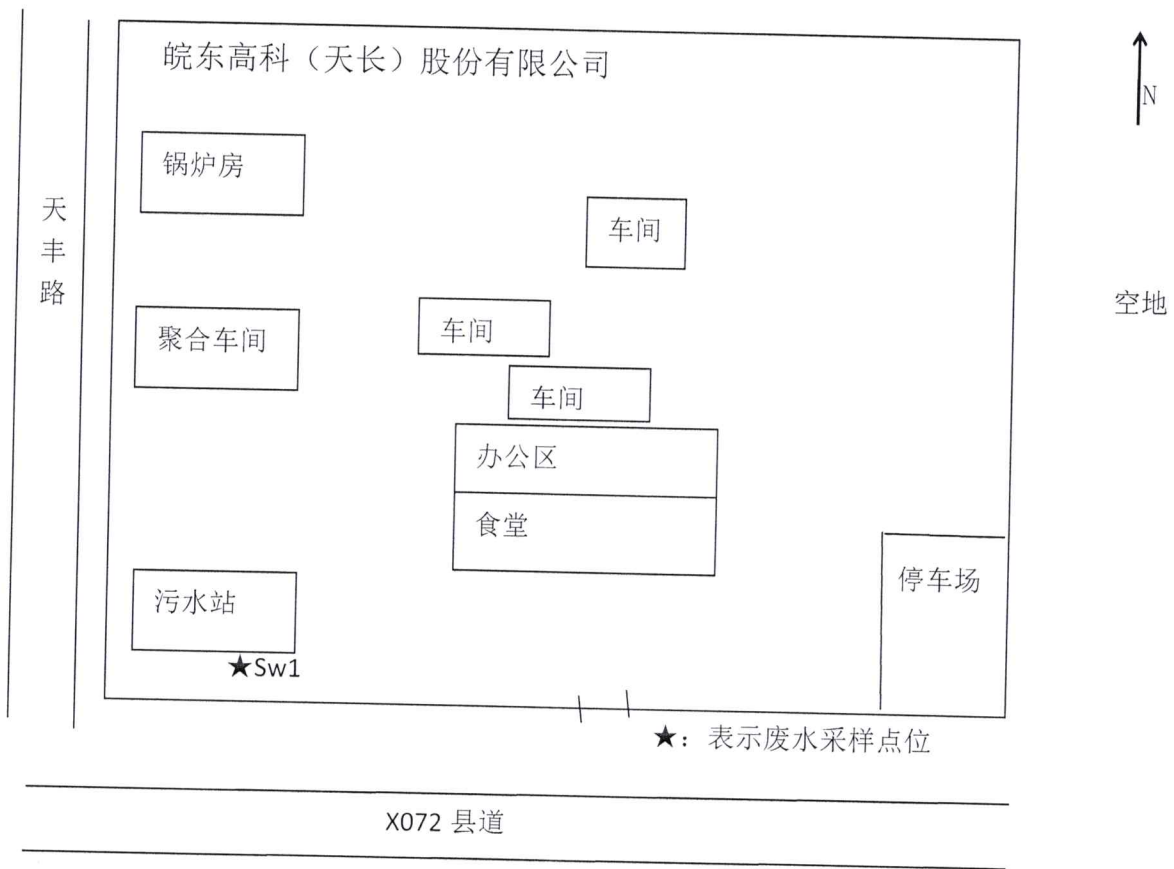 皖东高科（天长）股份有限公司
N
锅炉房
车间
天丰路
空地
聚合车间
车间
车间
办公区
食堂
停车场
污水站
★Sw1
★：表示废水采样点位
X072 县道